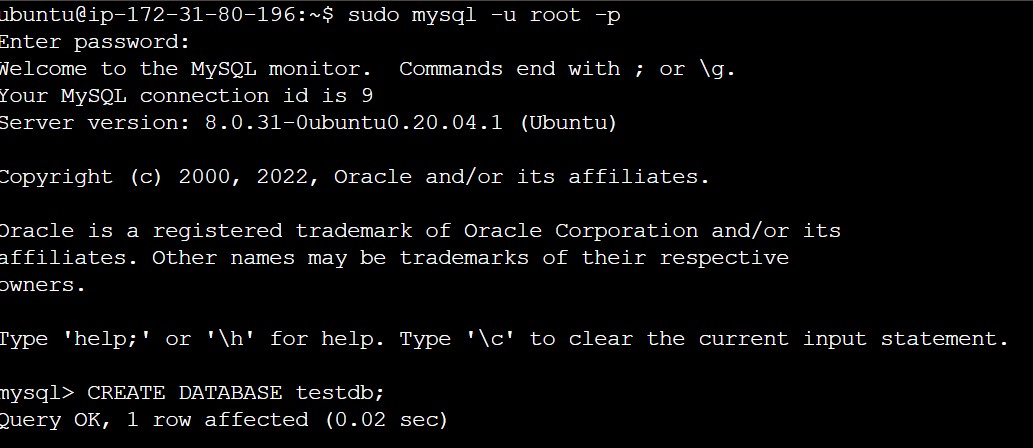 ubuntu@ip-172-31-80-196:~$ sudo mysql -u root -p
Enter password:
Welcome to the MySQL monitor.  Commands end with ; or \g.
Your MySQL connection id is 9
Server version: 8.0.31-0ubuntu0.20.04.1 (Ubuntu)

Copyright (c) 2000, 2022, Oracle and/or its affiliates.

Oracle is a registered trademark of Oracle Corporation and/or its
affiliates. Other names may be trademarks of their respective
owners.

Type 'help;' or '\h' for help. Type '\c' to clear the current input statement.

mysql> CREATE DATABASE testdb;
Query OK, 1 row affected (0.02 sec)